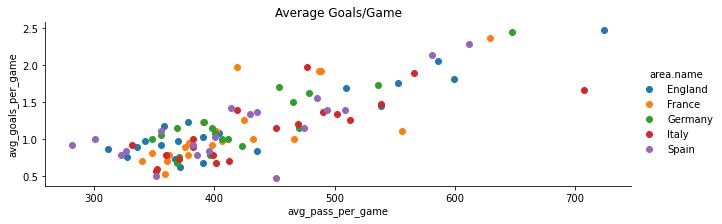 Average Goals/Game
avg_goals_per_game
2.5
2.0
1.5
1.0
0.5
300
400
500
600
700
avg_pass_per_game
area.name
England
France
Germany
Italy
Spain